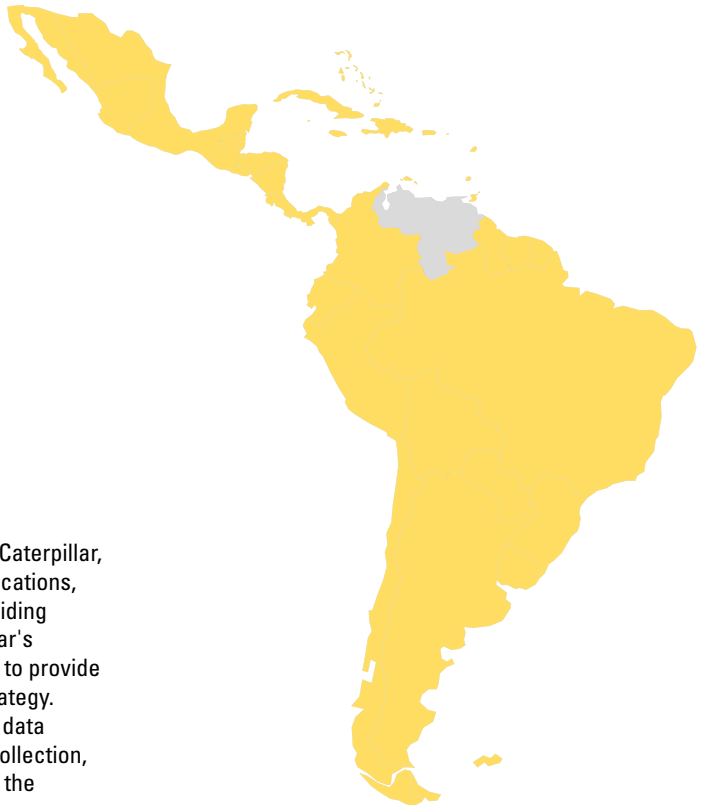 Caterpillar,
cations,
iding
ar's
to provide
ategy.
data
ollection,
the